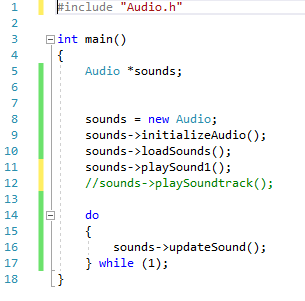 1 #include "Audio.h"
2
3 int main()
4 {
5 Audio *sounds;
6
7
8 sounds = new Audio;
9 sounds->initializeAudio();
10 sounds->loadSounds();
11 sounds->playSound1();
12 //sounds->playSoundtrack();
13
14 do
15 {
16 sounds->updateSound();
17 } while (1);
18 }